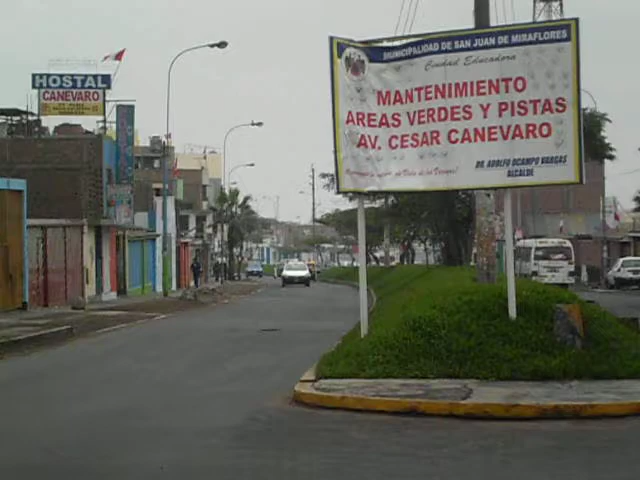 HOSTAL
CANEVARO
MUNICIPALIDAD DE SAN JUAN DE MIRAFLORES
Ciudad Educadora
MANTENIMIENTO
AREAS VERDES Y PISTAS
AV. CESAR CANEVARO
DR. ADOLFO OCAMPO VARGAS
ALCALDE